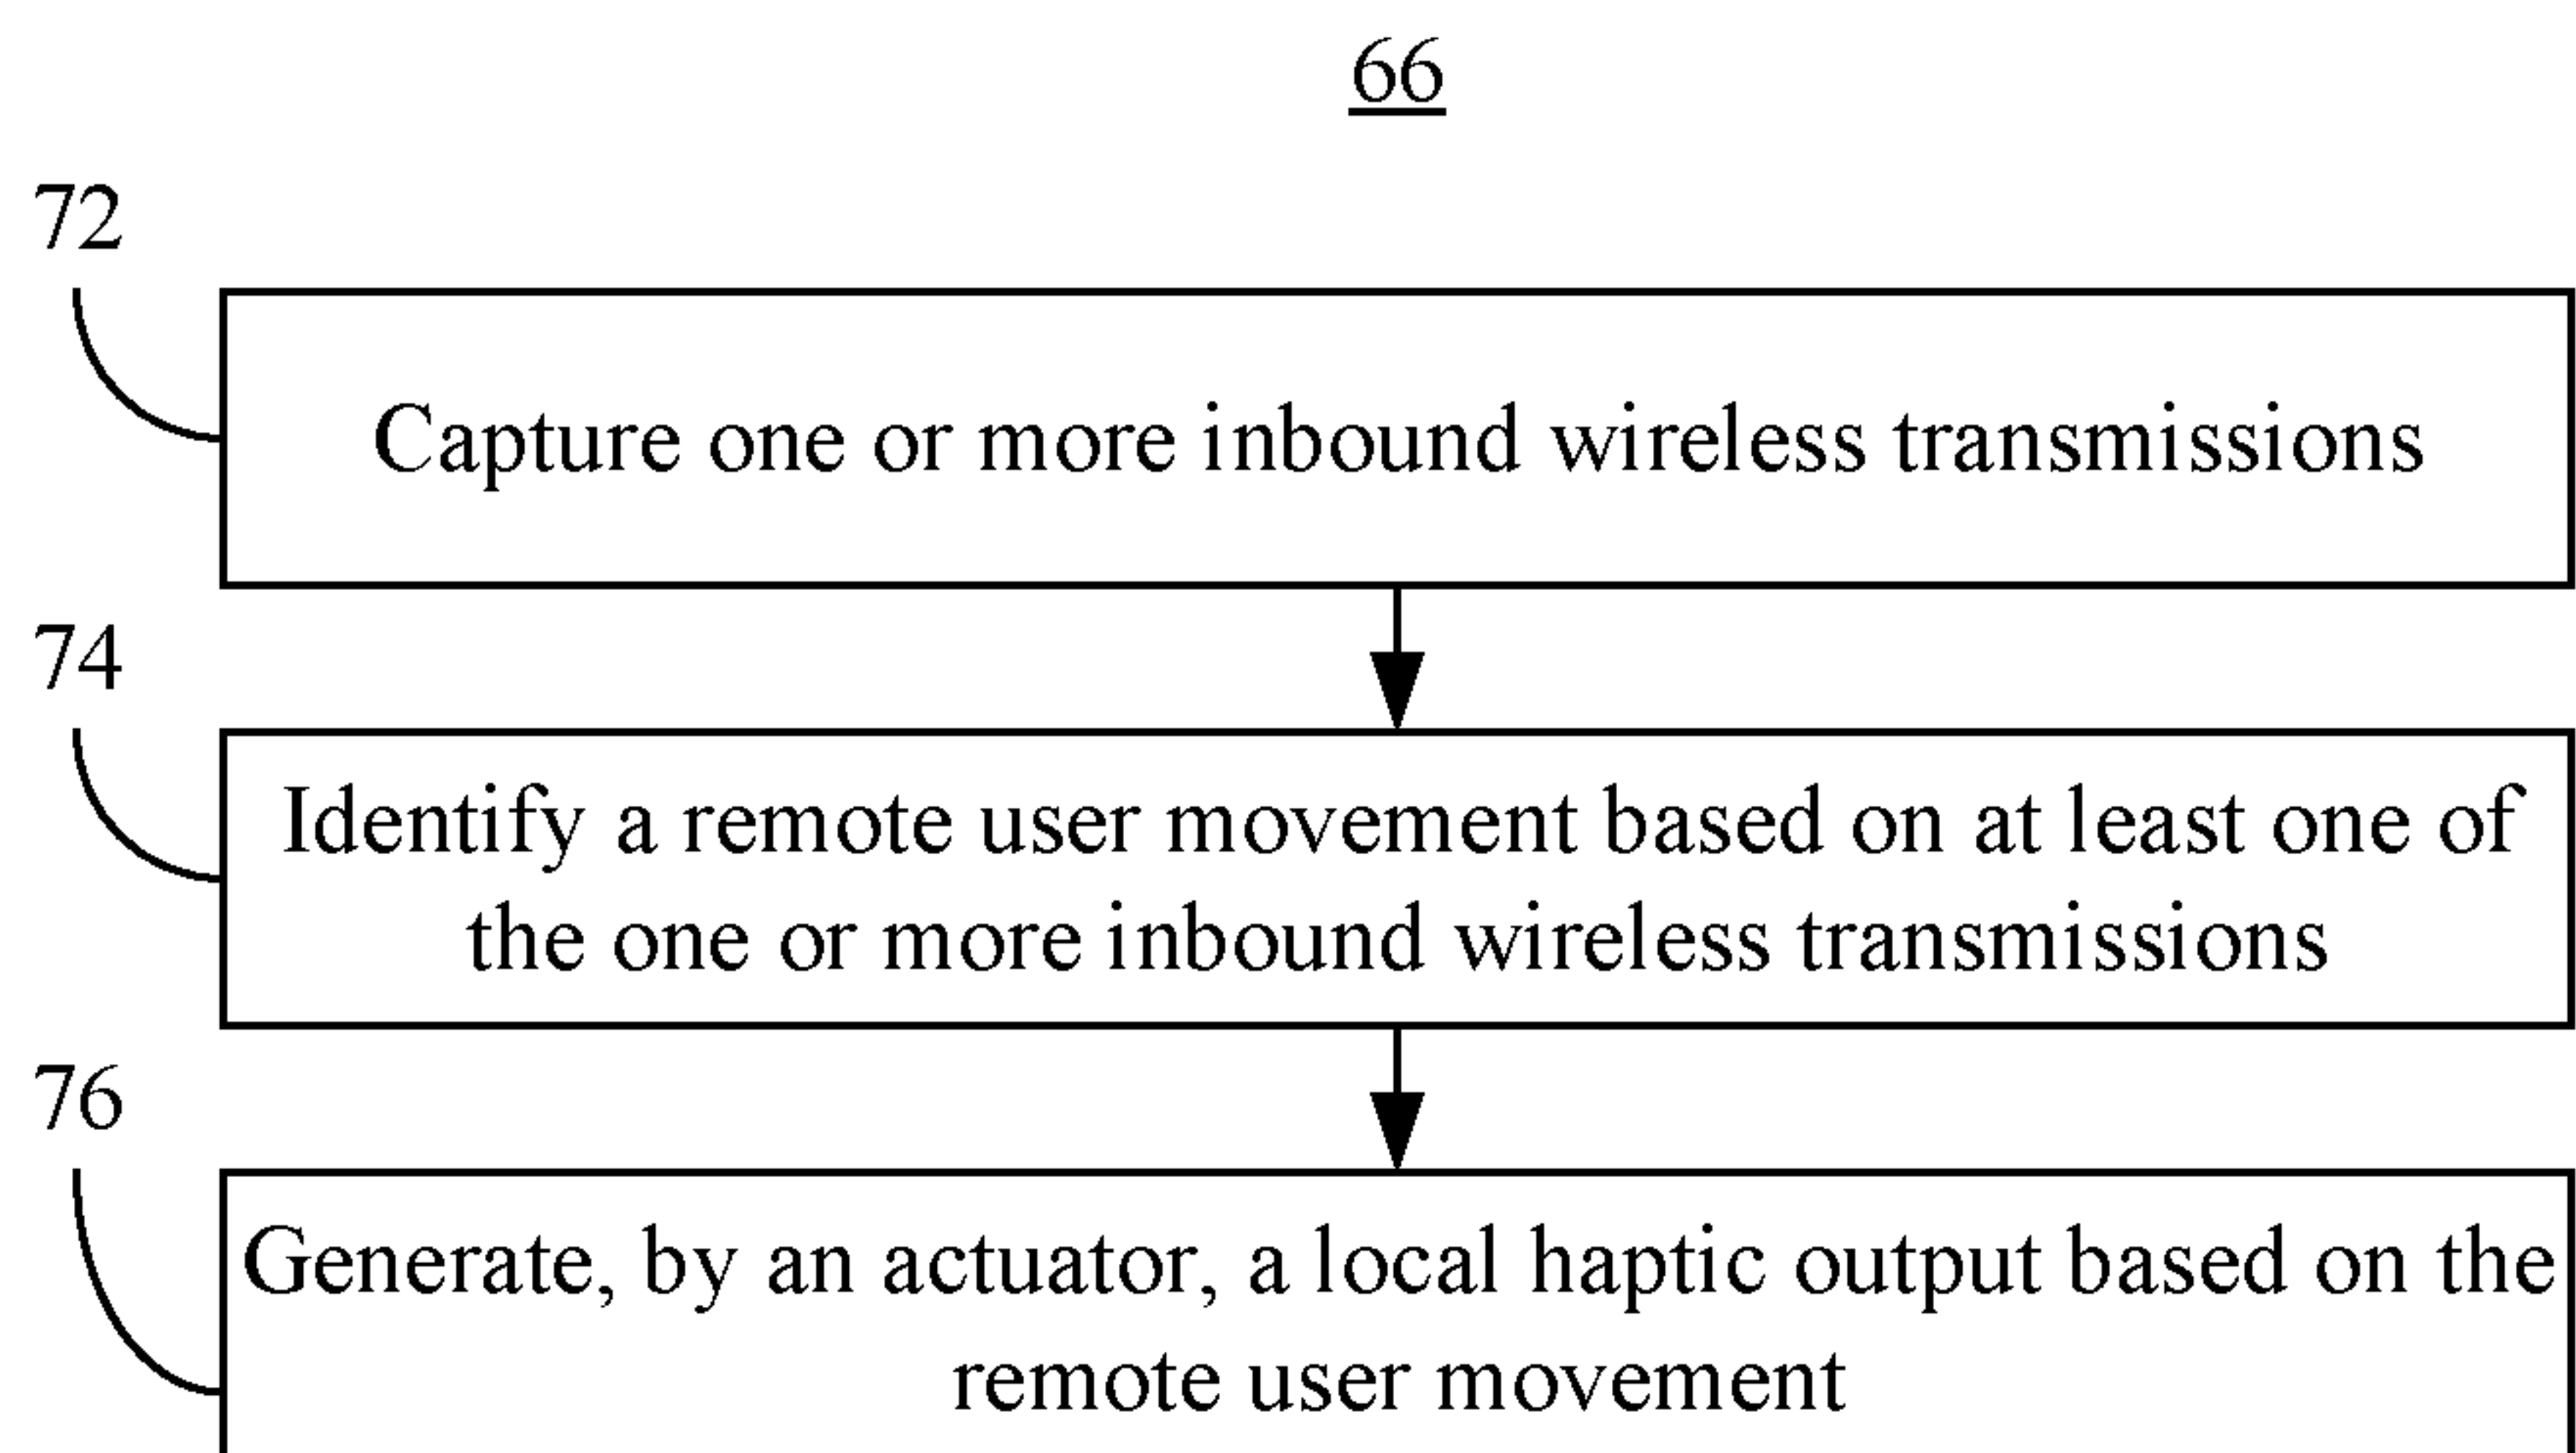 66
72
Capture one or more inbound wireless transmissions
74
Identify a remote user movement based on at least one of
the one or more inbound wireless transmissions
76
Generate, by an actuator, a local haptic output based on the
remote user movement